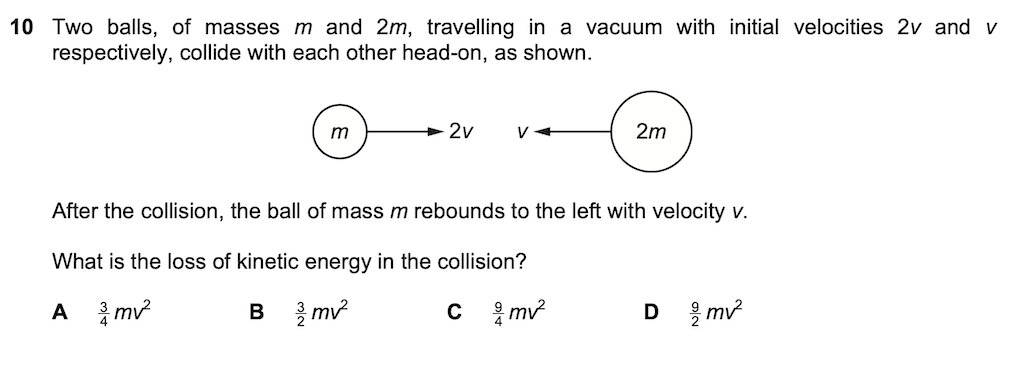 10 Two balls, of masses m and 2m, travelling in a vacuum with initial velocities 2v and v
respectively, collide with each other head-on, as shown.
m 2v v 2m
After the collision, the ball of mass m rebounds to the left with velocity v.
What is the loss of kinetic energy in the collision?
A 3/4 mv² B 3/2 mv² C 9/4 mv² D 9/2 mv²